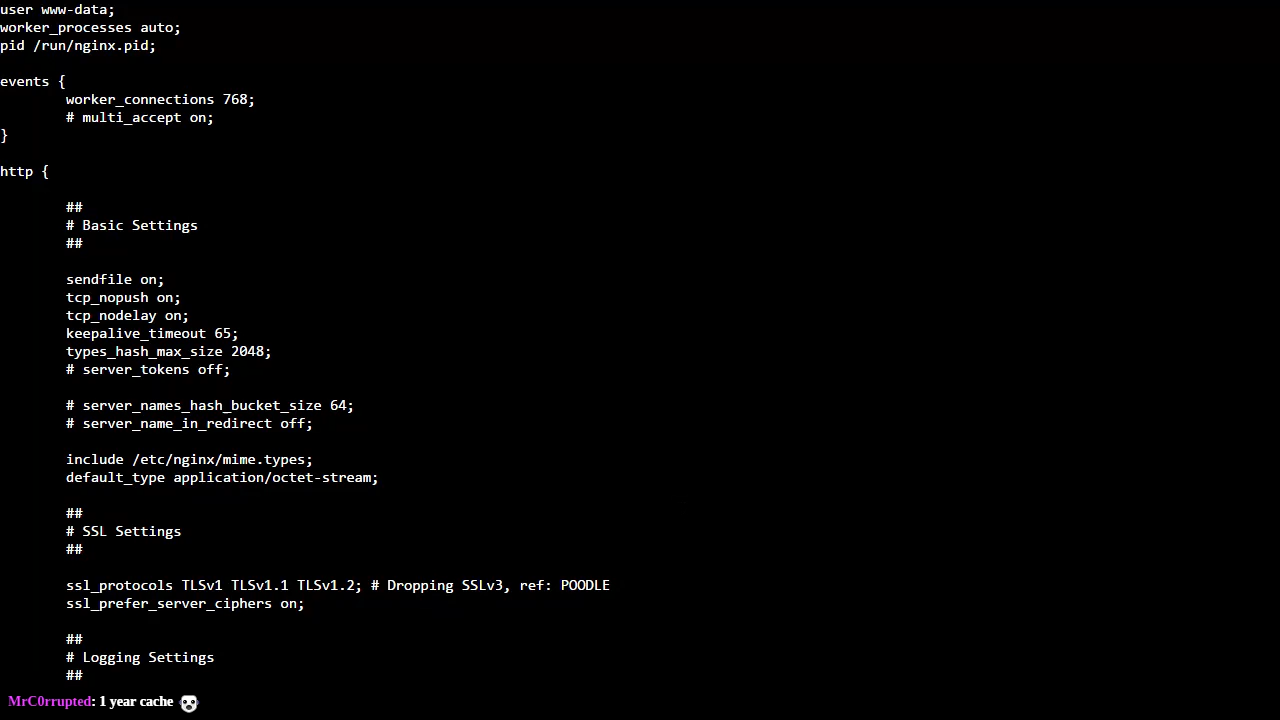 user www-data;
worker_processes auto;
pid /run/nginx.pid;
events {
worker_connections 768;
# multi_accept on;
}
http {
##
# Basic Settings
##
sendfile on;
tcp_nopush on;
tcp_nodelay on;
keepalive_timeout 65;
types_hash_max_size 2048;
# server_tokens off;
# server_names_hash_bucket_size 64;
# server_name_in_redirect off;
include /etc/nginx/mime.types;
default_type application/octet-stream;
##
# SSL Settings
##
ssl_protocols TLSv1 TLSv1.1 TLSv1.2; # Dropping SSLv3, ref: POODLE
ssl_prefer_server_ciphers on;
##
# Logging Settings
##
MrC0rrupted: 1 year cache